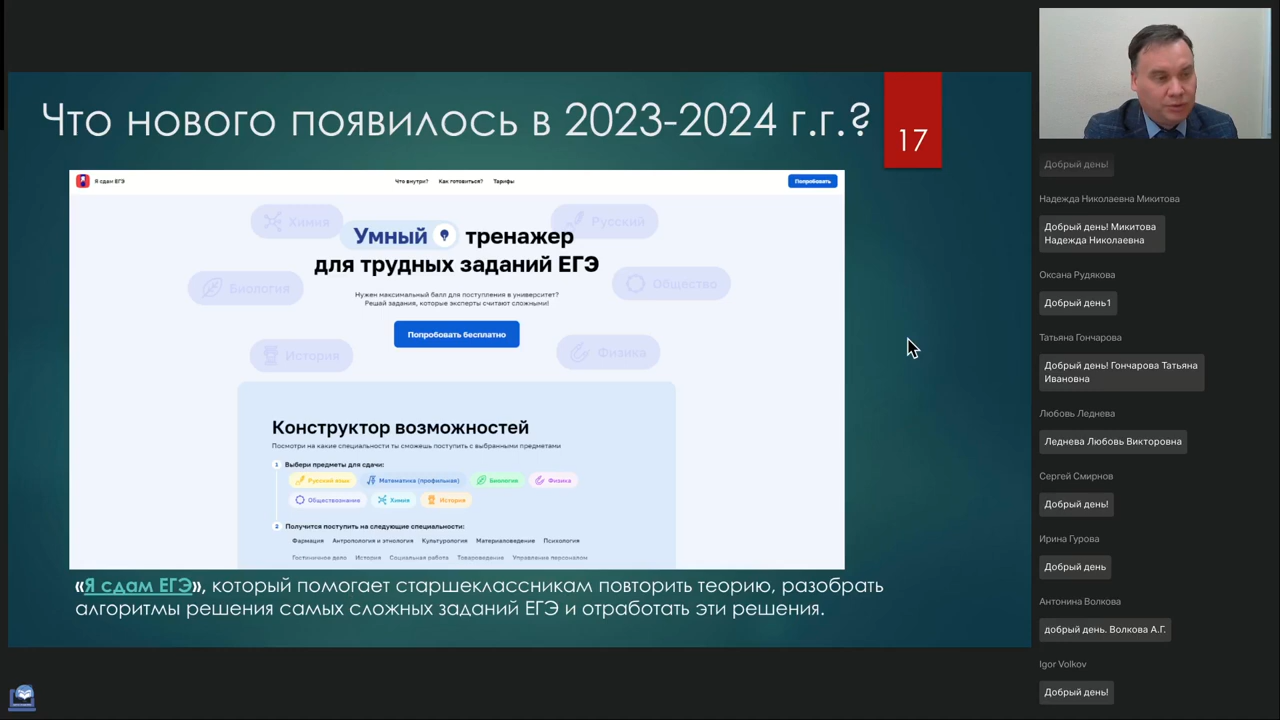 Что нового появилось в 2023-2024 г.г.?
17
Я сдам ЕГЭ
Что внутри? Как готовиться? Тарифы
Попробовать
Химия
Русский
Умный тренажер
для трудных заданий ЕГЭ
Биология
Общество
Нужен максимальный балл для поступления в университет?
Решай задания, которые эксперты считают сложными!
Попробовать бесплатно
История
Физика
Конструктор возможностей
Посмотри на какие специальности ты сможешь поступить с выбранными предметами
1 Выбери предметы для сдачи:
Русский язык Математика (профильная) Биология Физика
Обществознание Химия История
2 Получится поступить на следующие специальности:
Фармация Антропология и этнология Культурология Материаловедение Психология
Гостиничное дело История Социальная работа Товароведение Управление персоналом
«Я сдам ЕГЭ», который помогает старшеклассникам повторить теорию, разобрать
алгоритмы решения самых сложных заданий ЕГЭ и отработать эти решения.
Добрый день!
Надежда Николаевна Микитова
Добрый день! Микитова
Надежда Николаевна
Оксана Рудякова
Добрый день1
Татьяна Гончарова
Добрый день! Гончарова Татьяна
Ивановна
Любовь Леднева
Леднева Любовь Викторовна
Сергей Смирнов
Добрый день!
Ирина Гурова
Добрый день
Антонина Волкова
добрый день. Волкова А.Г.
Igor Volkov
Добрый день!